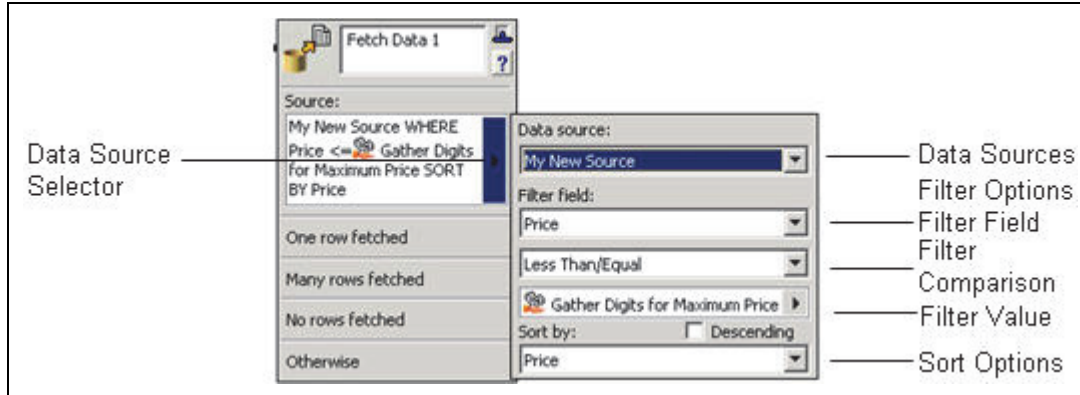 Fetch Data 1
?
Source:
My New Source WHERE
Price <= Gather Digits
for Maximum Price SORT
BY Price
One row fetched
Many rows fetched
No rows fetched
Otherwise
Data Source
Selector
Data source:
My New Source
Filter field:
Price
Less Than/Equal
Gather Digits for Maximum Price
Sort by:
Descending
Price
Data Sources
Filter Options
Filter Field
Filter
Comparison
Filter Value
Sort Options